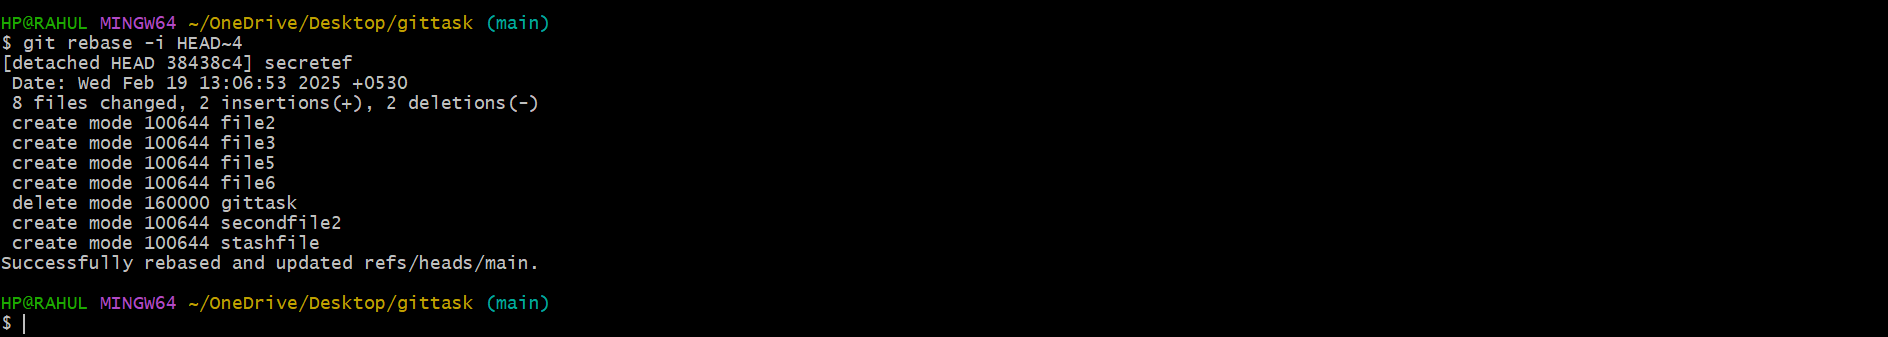 HP@RAHUL MINGW64 ~/OneDrive/Desktop/gittask (main)
$ git rebase -i HEAD~4
[detached HEAD 38438c4] secretef
 Date: Wed Feb 19 13:06:53 2025 +0530
 8 files changed, 2 insertions(+), 2 deletions(-)
 create mode 100644 file2
 create mode 100644 file3
 create mode 100644 file5
 create mode 100644 file6
 delete mode 160000 gittask
 create mode 100644 secondfile2
 create mode 100644 stashfile
Successfully rebased and updated refs/heads/main.
HP@RAHUL MINGW64 ~/OneDrive/Desktop/gittask (main)
$